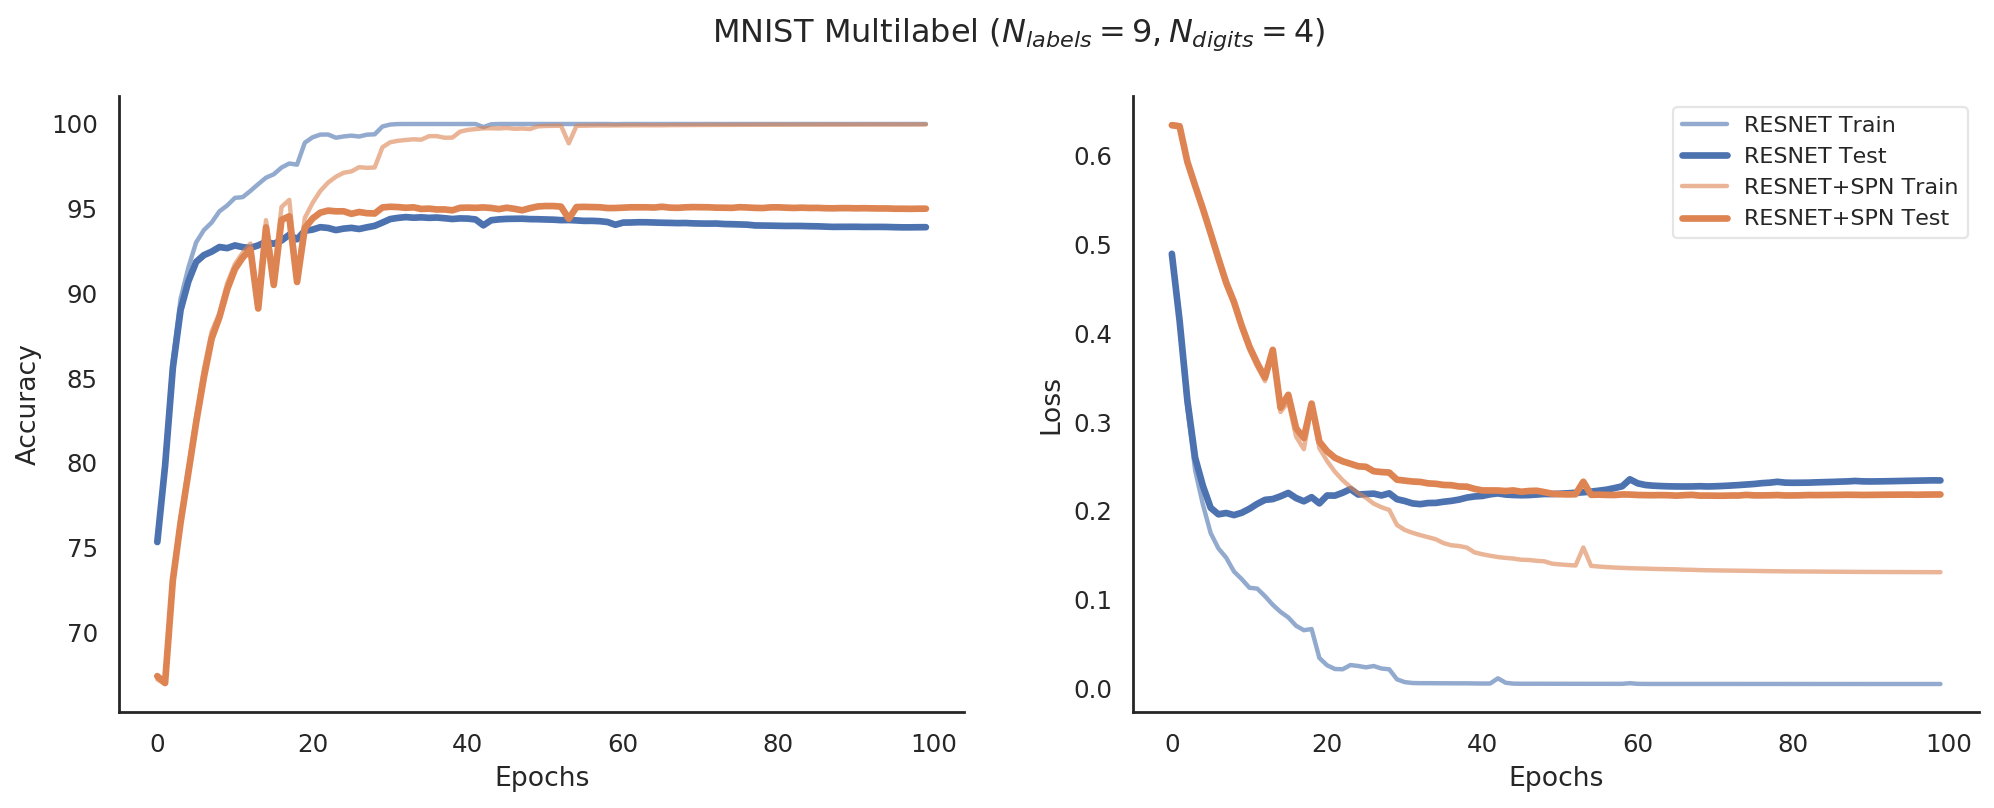 MNIST Multilabel (N_labels = 9, N_digits = 4)
Accuracy
100
95
90
85
80
75
70
0 20 40 60 80 100
Epochs
Loss
0.6
0.5
0.4
0.3
0.2
0.1
0.0
0 20 40 60 80 100
Epochs
RESNET Train
RESNET Test
RESNET+SPN Train
RESNET+SPN Test